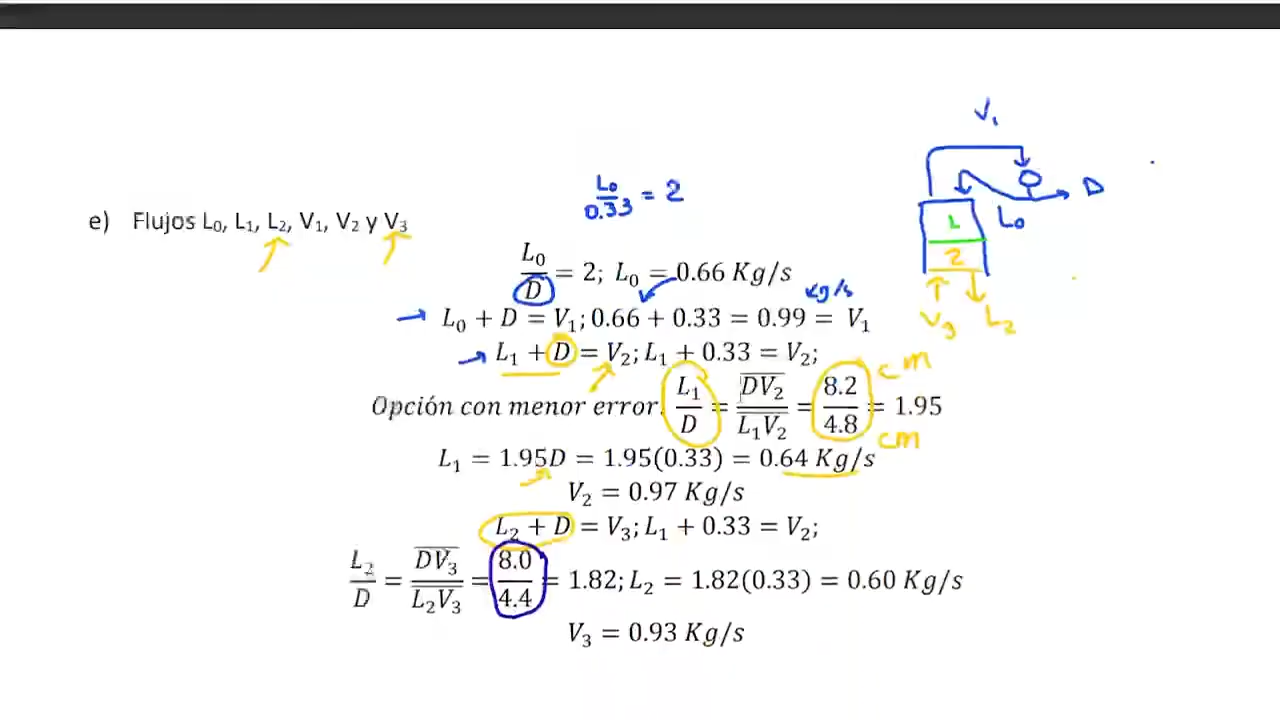 V₁
L₀/0.33 = 2
D
L₀
1
2
V₃ L₂
e) Flujos L₀, L₁, L₂, V₁, V₂ y V₃
L₀/D = 2; L₀ = 0.66 Kg/s
Kg/s
L₀ + D = V₁; 0.66 + 0.33 = 0.99 = V₁
L₁ + D = V₂; L₁ + 0.33 = V₂;
cm
Opción con menor error. L₁/D = DV₂/L₁V₂ = 8.2/4.8 = 1.95
cm
L₁ = 1.95D = 1.95(0.33) = 0.64 Kg/s
V₂ = 0.97 Kg/s
L₂ + D = V₃; L₁ + 0.33 = V₂;
L₂/D = DV₃/L₂V₃ = 8.0/4.4 = 1.82; L₂ = 1.82(0.33) = 0.60 Kg/s
V₃ = 0.93 Kg/s